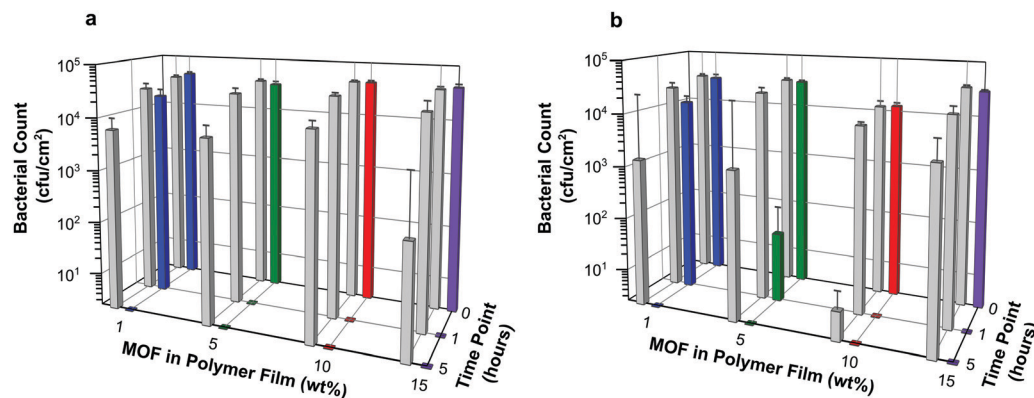 a
Bacterial Count
(cfu/cm²)
10⁵
10⁴
10³
10²
10¹
1
5
10
15
MOF in Polymer Film (wt%)
0
1
5
Time Point
(hours)
b
Bacterial Count
(cfu/cm²)
10⁵
10⁴
10³
10²
10¹
1
5
10
15
MOF in Polymer Film (wt%)
0
1
5
Time Point
(hours)